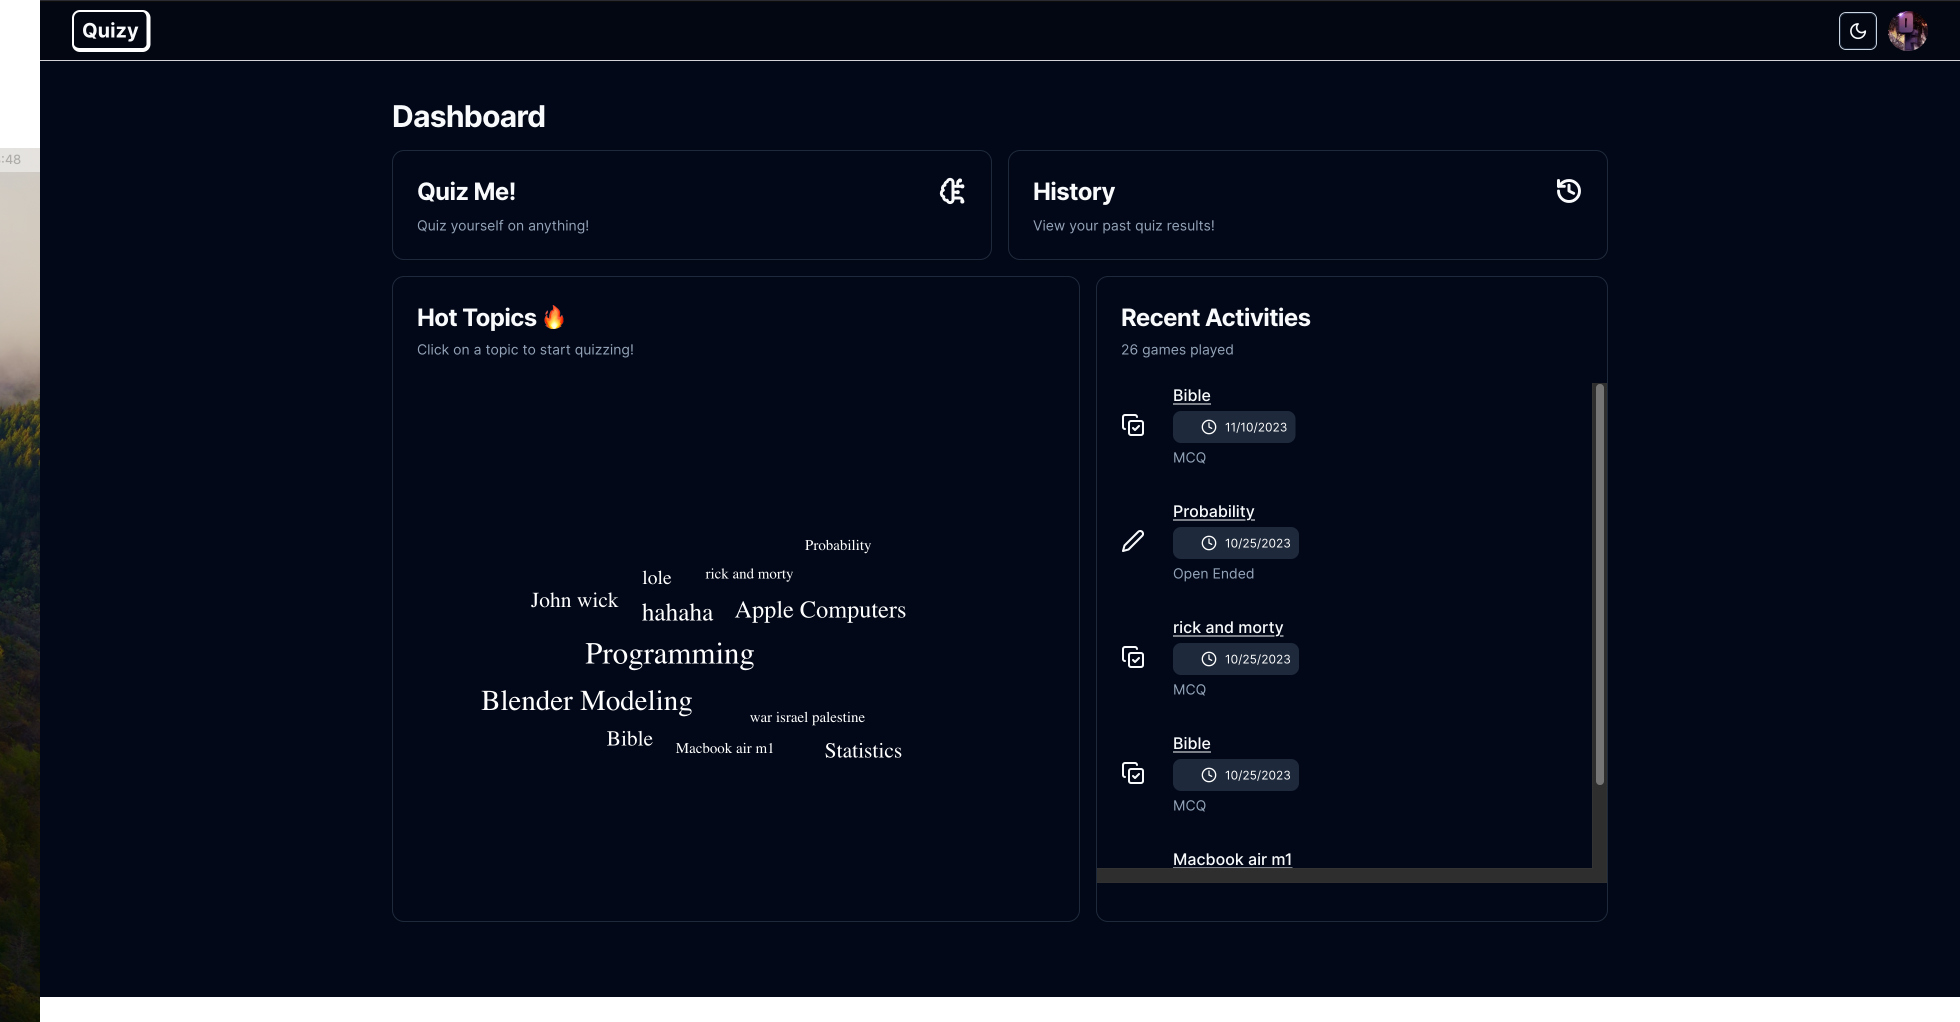 Quizy
:48
Dashboard
Quiz Me!
Quiz yourself on anything!
History
View your past quiz results!
Hot Topics 🔥
Click on a topic to start quizzing!
Probability
lole
rick and morty
John wick
hahaha
Apple Computers
Programming
Blender Modeling
war israel palestine
Bible
Macbook air m1
Statistics
Recent Activities
26 games played
Bible
11/10/2023
MCQ
Probability
10/25/2023
Open Ended
rick and morty
10/25/2023
MCQ
Bible
10/25/2023
MCQ
Macbook air m1